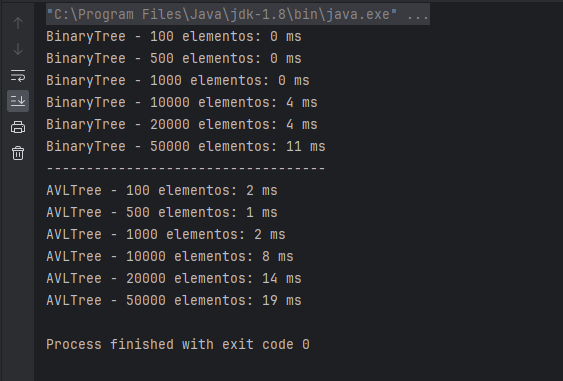 "C:\Program Files\Java\jdk-1.8\bin\java.exe" ...
BinaryTree - 100 elementos: 0 ms
BinaryTree - 500 elementos: 0 ms
BinaryTree - 1000 elementos: 0 ms
BinaryTree - 10000 elementos: 4 ms
BinaryTree - 20000 elementos: 4 ms
BinaryTree - 50000 elementos: 11 ms
-----------------------------------
AVLTree - 100 elementos: 2 ms
AVLTree - 500 elementos: 1 ms
AVLTree - 1000 elementos: 2 ms
AVLTree - 10000 elementos: 8 ms
AVLTree - 20000 elementos: 14 ms
AVLTree - 50000 elementos: 19 ms

Process finished with exit code 0